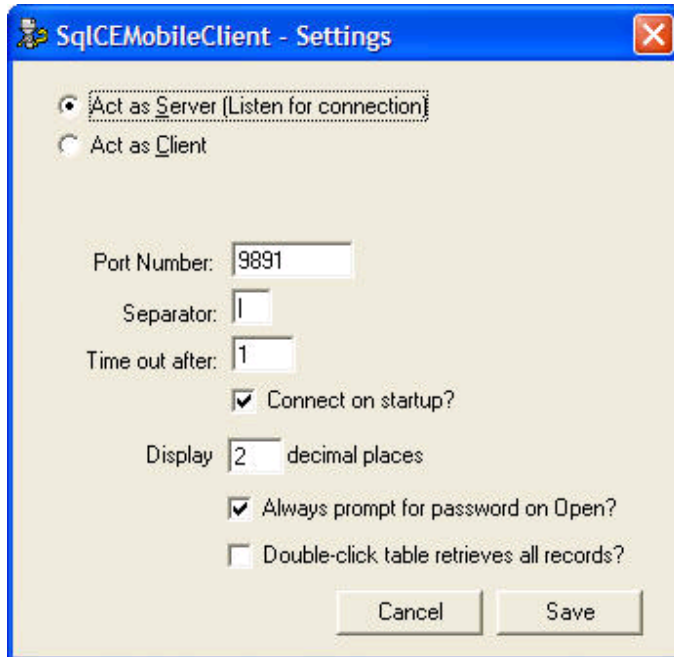 SqlCEMobileClient - Settings
Act as Server (Listen for connection)
Act as Client
Port Number: 9891
Separator: |
Time out after: 1
Connect on startup?
Display 2 decimal places
Always prompt for password on Open?
Double-click table retrieves all records?
Cancel Save